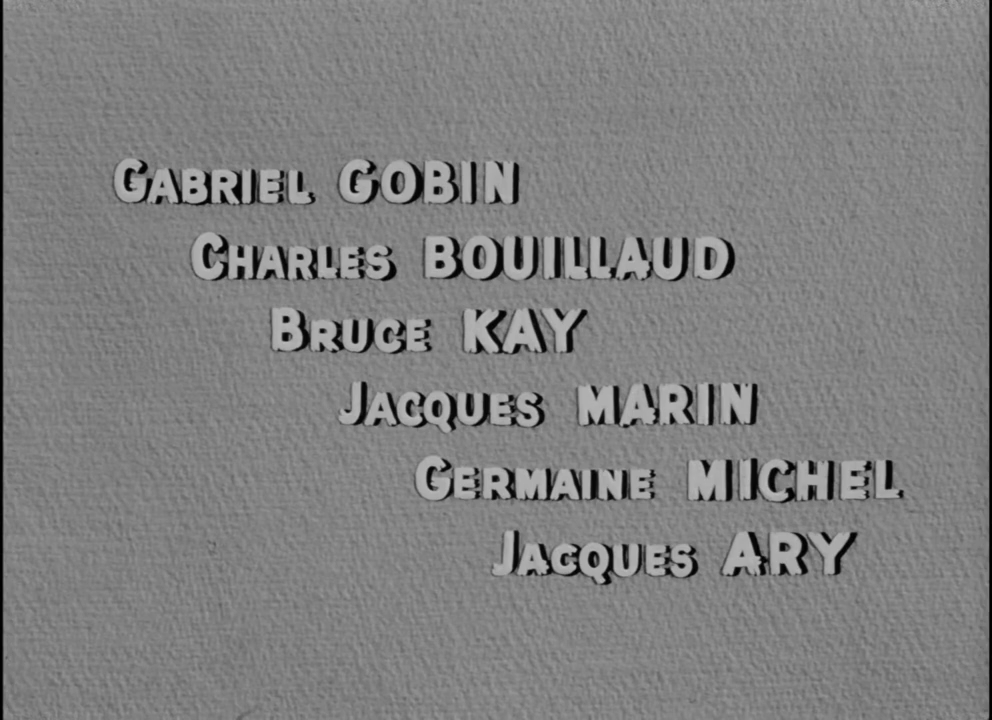 Gabriel GOBIN
Charles BOUILLAUD
Bruce KAY
Jacques MARIN
Germaine MICHEL
Jacques ARY